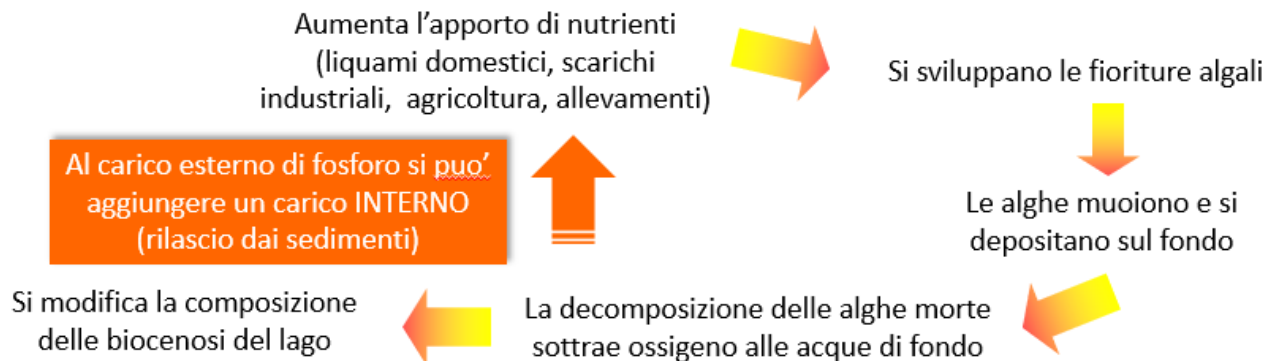 Aumenta l'apporto di nutrienti
(liquami domestici, scarichi
industriali,  agricoltura, allevamenti)
Si sviluppano le fioriture algali
Le alghe muoiono e si
depositano sul fondo
La decomposizione delle alghe morte
sottrae ossigeno alle acque di fondo
Si modifica la composizione
delle biocenosi del lago
Al carico esterno di fosforo si puo'
aggiungere un carico INTERNO
(rilascio dai sedimenti)